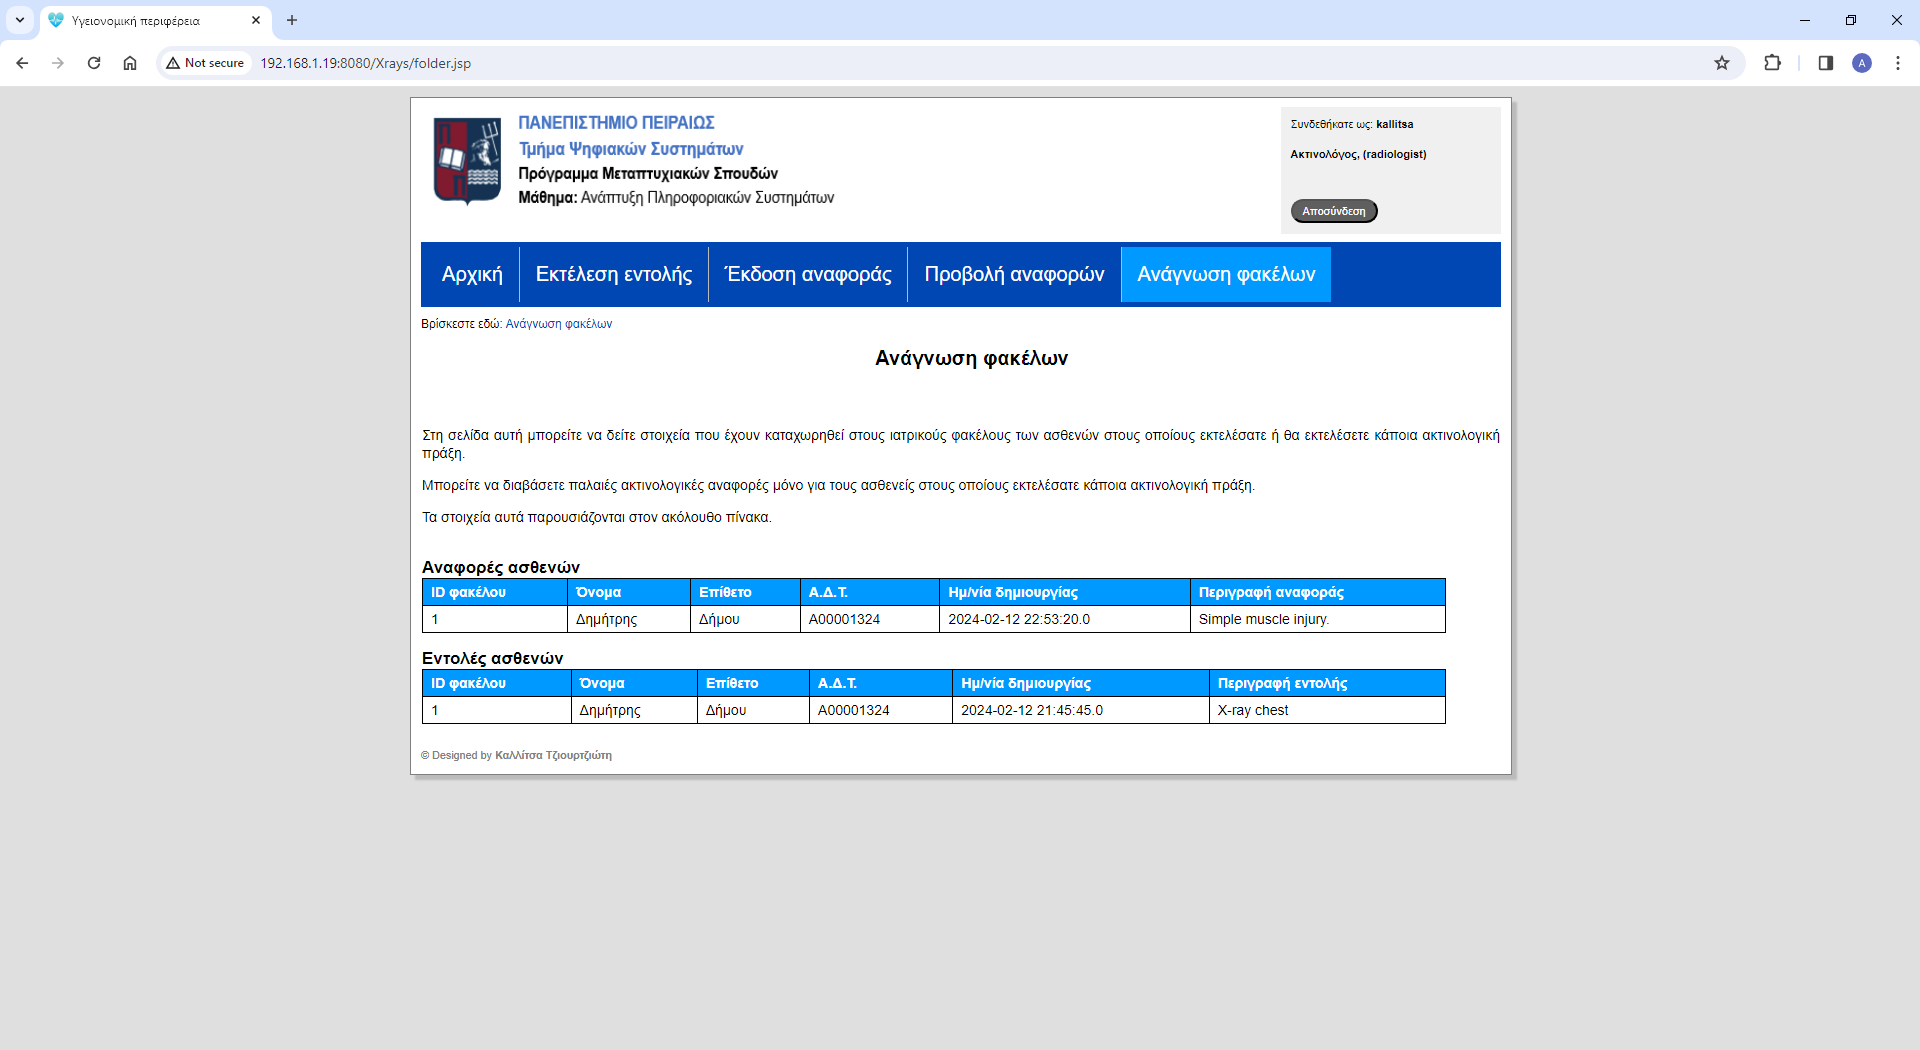 Υγειονομική περιφέρεια
Not secure
192.168.1.19:8080/Xrays/folder.jsp
A
ΠΑΝΕΠΙΣΤΗΜΙΟ ΠΕΙΡΑΙΩΣ
Τμήμα Ψηφιακών Συστημάτων
Πρόγραμμα Μεταπτυχιακών Σπουδών
Μάθημα: Ανάπτυξη Πληροφοριακών Συστημάτων
Συνδεθήκατε ως: kallitsa
Ακτινολόγος, (radiologist)
Αποσύνδεση
Αρχική Εκτέλεση εντολής Έκδοση αναφοράς Προβολή αναφορών Ανάγνωση φακέλων
Βρίσκεστε εδώ: Ανάγνωση φακέλων
Ανάγνωση φακέλων
Στη σελίδα αυτή μπορείτε να δείτε στοιχεία που έχουν καταχωρηθεί στους ιατρικούς φακέλους των ασθενών στους οποίους εκτελέσατε ή θα εκτελέσετε κάποια ακτινολογική
πράξη.
Μπορείτε να διαβάσετε παλαιές ακτινολογικές αναφορές μόνο για τους ασθενείς στους οποίους εκτελέσατε κάποια ακτινολογική πράξη.
Τα στοιχεία αυτά παρουσιάζονται στον ακόλουθο πίνακα.
Αναφορές ασθενών
ID φακέλου Όνομα Επίθετο Α.Δ.Τ. Ημ/νία δημιουργίας Περιγραφή αναφοράς
1 Δημήτρης Δήμου A00001324 2024-02-12 22:53:20.0 Simple muscle injury.
Εντολές ασθενών
ID φακέλου Όνομα Επίθετο Α.Δ.Τ. Ημ/νία δημιουργίας Περιγραφή εντολής
1 Δημήτρης Δήμου A00001324 2024-02-12 21:45:45.0 X-ray chest
© Designed by Καλλίτσα Τζιουρτζιώτη